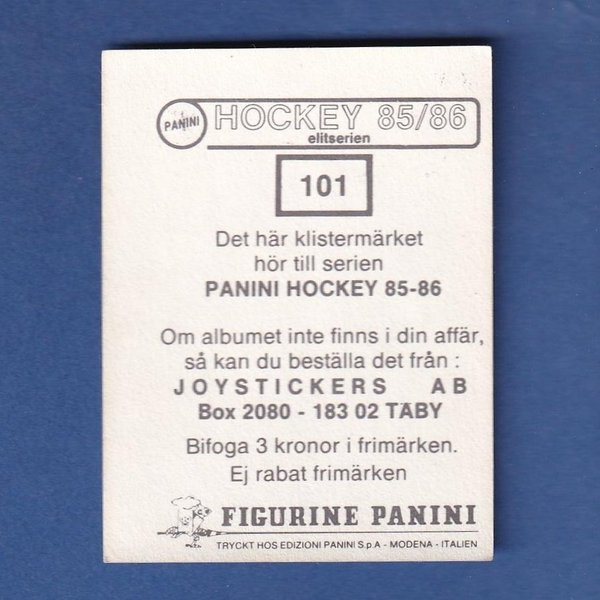 PANINI HOCKEY 85/86
elitserien
101
Det här klistermärket
hör till serien
PANINI HOCKEY 85-86
Om albumet inte finns i din affär,
så kan du beställa det från :
JOYSTICKERS AB
Box 2080 - 183 02 TÄBY
Bifoga 3 kronor i frimärken.
Ej rabat frimärken
FIGURINE PANINI
TRYCKT HOS EDIZIONI PANINI S.p.A - MODENA - ITALIEN